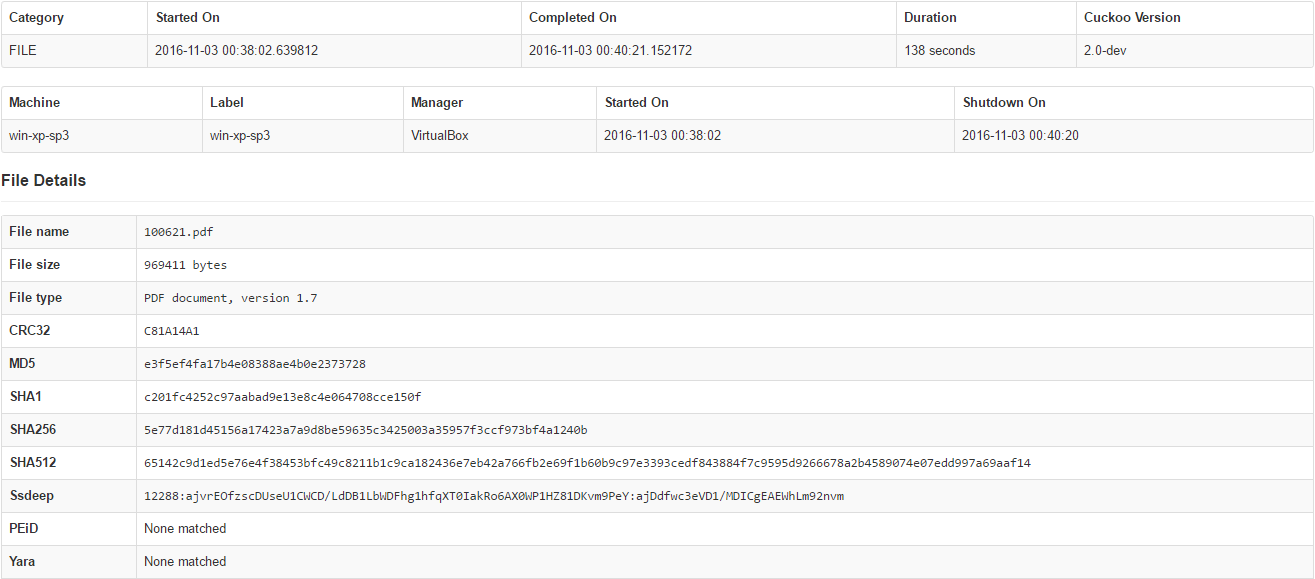 Category Started On Completed On Duration Cuckoo Version
FILE 2016-11-03 00:38:02.639812 2016-11-03 00:40:21.152172 138 seconds 2.0-dev
Machine Label Manager Started On Shutdown On
win-xp-sp3 win-xp-sp3 VirtualBox 2016-11-03 00:38:02 2016-11-03 00:40:20
File Details
File name 100621.pdf
File size 969411 bytes
File type PDF document, version 1.7
CRC32 C81A14A1
MD5 e3f5ef4fa17b4e08388ae4b0e2373728
SHA1 c201fc4252c97aabad9e13e8c4e064708cce150f
SHA256 5e77d181d45156a17423a7a9d8be59635c3425003a35957f3ccf973bf4a1240b
SHA512 65142c9d1ed5e76e4f38453bfc49c8211b1c9ca182436e7eb42a766fb2e69f1b60b9c97e3393cedf843884f7c9595d9266678a2b4589074e07edd997a69aaf14
Ssdeep 12288:ajvrEOfzscDUseU1CWCD/LdDB1LbWDFhg1hfqXT0IakRo6AX0WP1HZ81DKvm9PeY:ajDdfwc3eVD1/MDICgEAEWhLm92nvm
PEiD None matched
Yara None matched